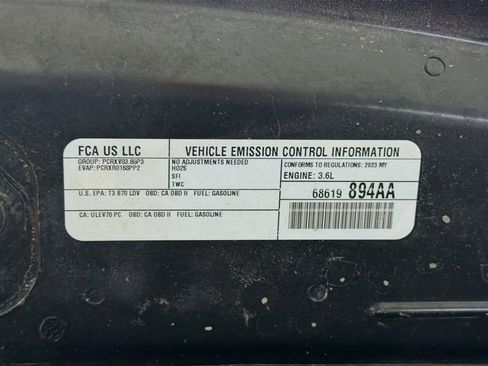 FCA US LLC
VEHICLE EMISSION CONTROL INFORMATION
GROUP: PCRXV03.65P3
EVAP: PCRXR0163PP2
NO ADJUSTMENTS NEEDED
HO2S
SFI
TWC
CONFORMS TO REGULATIONS: 2023 MY
ENGINE: 3.6L
U.S. EPA: T3 B70 LDV OBD: CA OBD II FUEL: GASOLINE
68619 894AA
CA: ULEV70 PC OBD: CA OBD II FUEL: GASOLINE